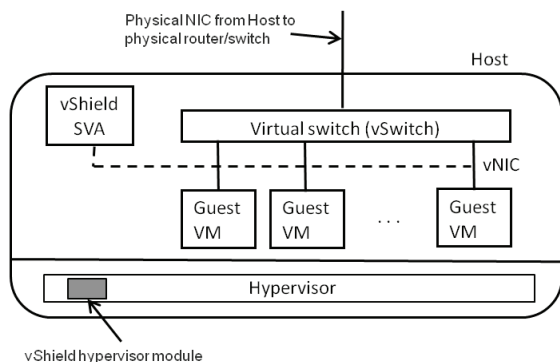 Physical NIC from Host to
physical router/switch
Host
vShield
SVA
Virtual switch (vSwitch)
vNIC
Guest
VM
Guest
VM
. . .
Guest
VM
Hypervisor
vShield hypervisor module